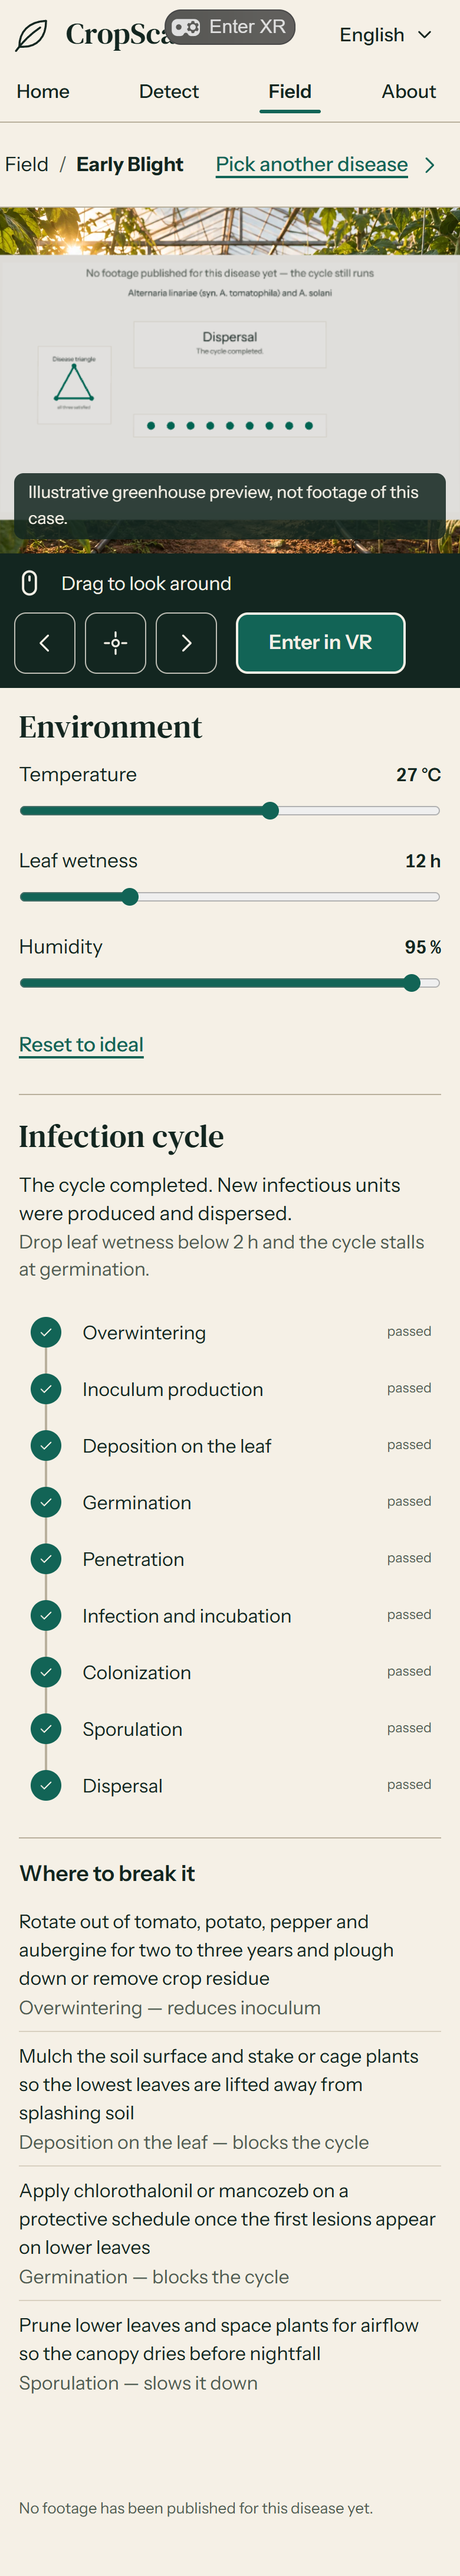 CropSca
Enter XR
English
Home
Detect
Field
About
Field / Early Blight
Pick another disease
No footage published for this disease yet — the cycle still runs
Alternaria linariae (syn. A. tomatophila) and A. solani
Dispersal
The cycle completed.
Disease triangle
all three satisfied
Illustrative greenhouse preview, not footage of this
case.
Drag to look around
Enter in VR
Environment
Temperature
27 °C
Leaf wetness
12 h
Humidity
95 %
Reset to ideal
Infection cycle
The cycle completed. New infectious units
were produced and dispersed.
Drop leaf wetness below 2 h and the cycle stalls
at germination.
Overwintering
passed
Inoculum production
passed
Deposition on the leaf
passed
Germination
passed
Penetration
passed
Infection and incubation
passed
Colonization
passed
Sporulation
passed
Dispersal
passed
Where to break it
Rotate out of tomato, potato, pepper and
aubergine for two to three years and plough
down or remove crop residue
Overwintering — reduces inoculum
Mulch the soil surface and stake or cage plants
so the lowest leaves are lifted away from
splashing soil
Deposition on the leaf — blocks the cycle
Apply chlorothalonil or mancozeb on a
protective schedule once the first lesions appear
on lower leaves
Germination — blocks the cycle
Prune lower leaves and space plants for airflow
so the canopy dries before nightfall
Sporulation — slows it down
No footage has been published for this disease yet.